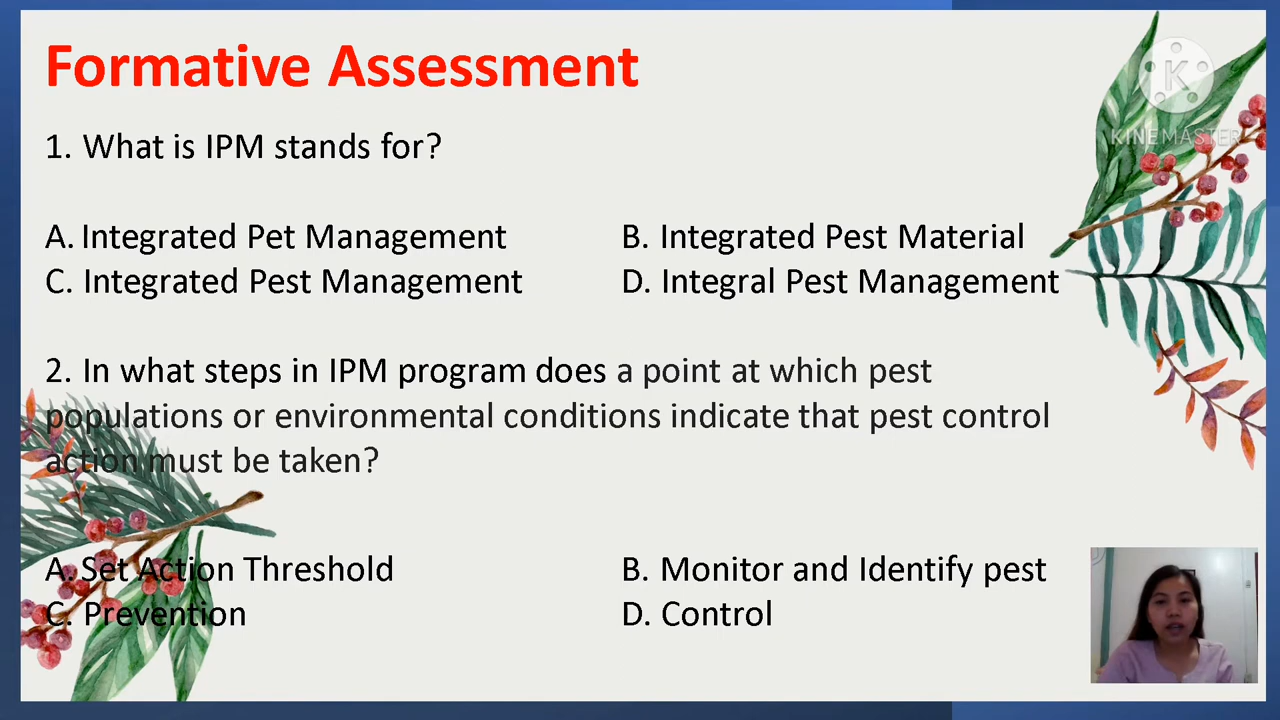 Formative Assessment
KINEMASTER
1. What is IPM stands for?
A. Integrated Pet Management B. Integrated Pest Material
C. Integrated Pest Management D. Integral Pest Management
2. In what steps in IPM program does a point at which pest
populations or environmental conditions indicate that pest control
action must be taken?
A. Set Action Threshold B. Monitor and Identify pest
C. Prevention D. Control